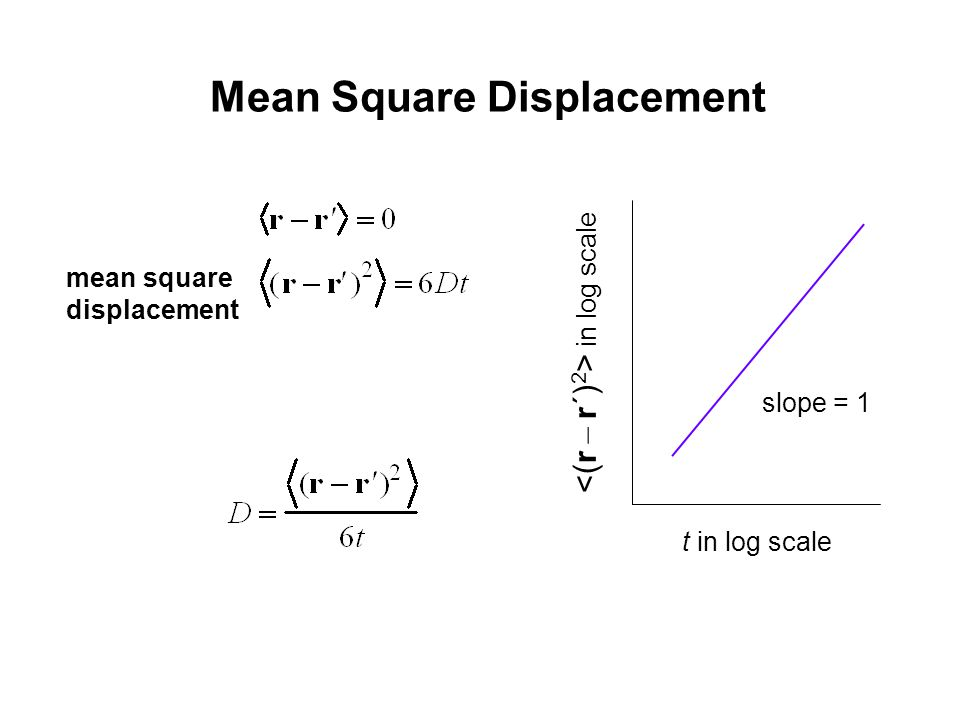 Mean Square Displacement
⟨r − r′⟩ = 0
mean square
displacement
⟨(r − r′)²⟩ = 6Dt
D = ⟨(r − r′)²⟩ / 6t
<(r – r´)²> in log scale
slope = 1
t in log scale